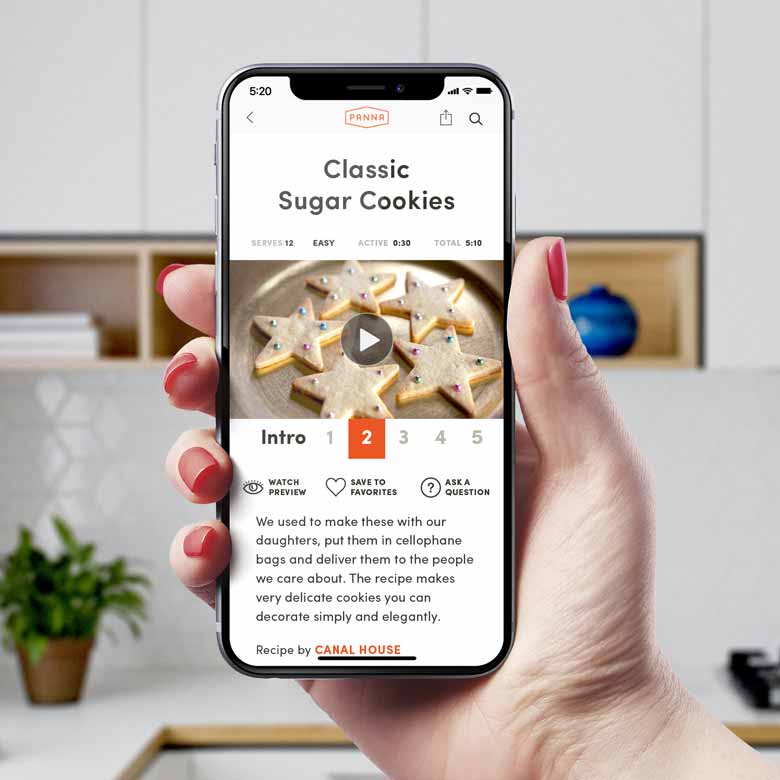 5:20
PANNA
Classic
Sugar Cookies
SERVES 12 EASY ACTIVE 0:30 TOTAL 5:10
Intro 1 2 3 4 5
WATCH PREVIEW
SAVE TO FAVORITES
ASK A QUESTION
We used to make these with our
daughters, put them in cellophane
bags and deliver them to the people
we care about. The recipe makes
very delicate cookies you can
decorate simply and elegantly.
Recipe by CANAL HOUSE